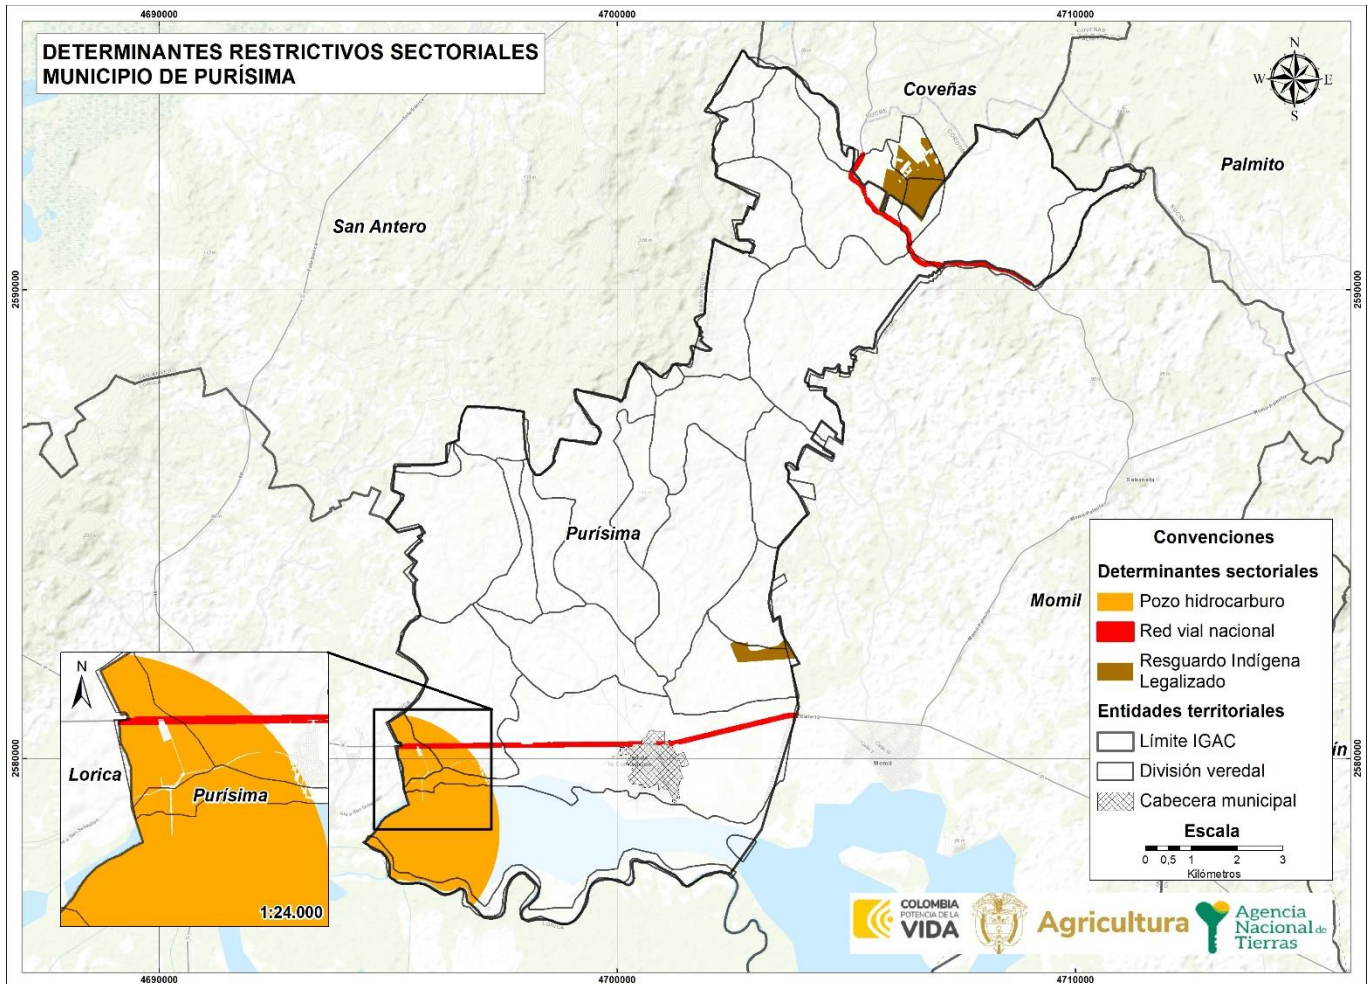 4690000
4700000
4710000
DETERMINANTES RESTRICTIVOS SECTORIALES
MUNICIPIO DE PURÍSIMA
N
W E
S
Coveñas
Palmito
San Antero
2590000
2590000
Purísima
Momil
Convenciones
Determinantes sectoriales
Pozo hidrocarburo
Red vial nacional
Resguardo Indígena
Legalizado
Entidades territoriales
Límite IGAC
División veredal
Cabecera municipal
Escala
0 0,5 1 2 3
Kilómetros
N
Lorica
Purísima
1:24.000
2580000
2580000
Momil
ín
COLOMBIA
POTENCIA DE LA
VIDA
Agricultura
Agencia
Nacional de
Tierras
4690000
4700000
4710000